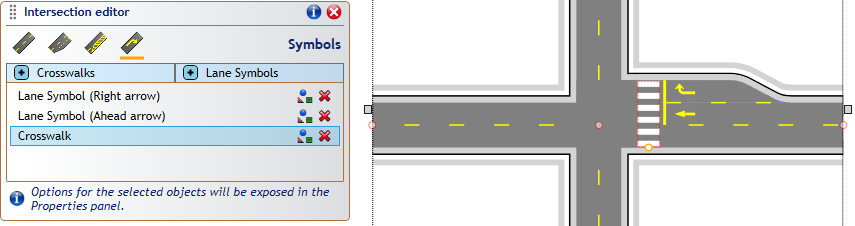 Intersection editor
Symbols
Crosswalks
Lane Symbols
Lane Symbol (Right arrow)
Lane Symbol (Ahead arrow)
Crosswalk
Options for the selected objects will be exposed in the
Properties panel.